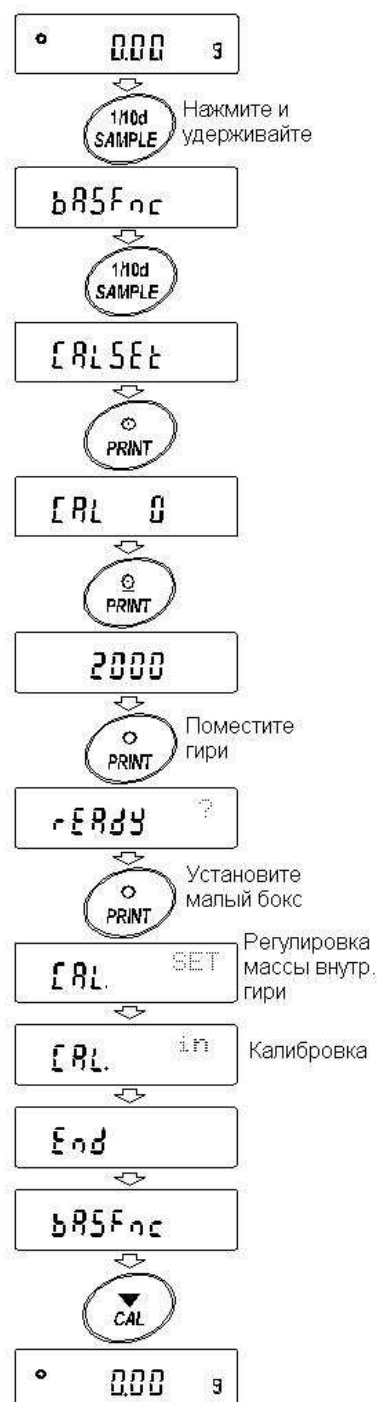 0.00 g
1/10d
SAMPLE
Нажмите и
удерживайте
bASFnc
1/10d
SAMPLE
CALSEt
PRINT
CAL 0
PRINT
2000
PRINT
Поместите
гири
rEAdY ?
PRINT
Установите
малый бокс
CAL. SET
Регулировка
массы внутр.
гири
CAL. in
Калибровка
End
bASFnc
CAL
0.00 g